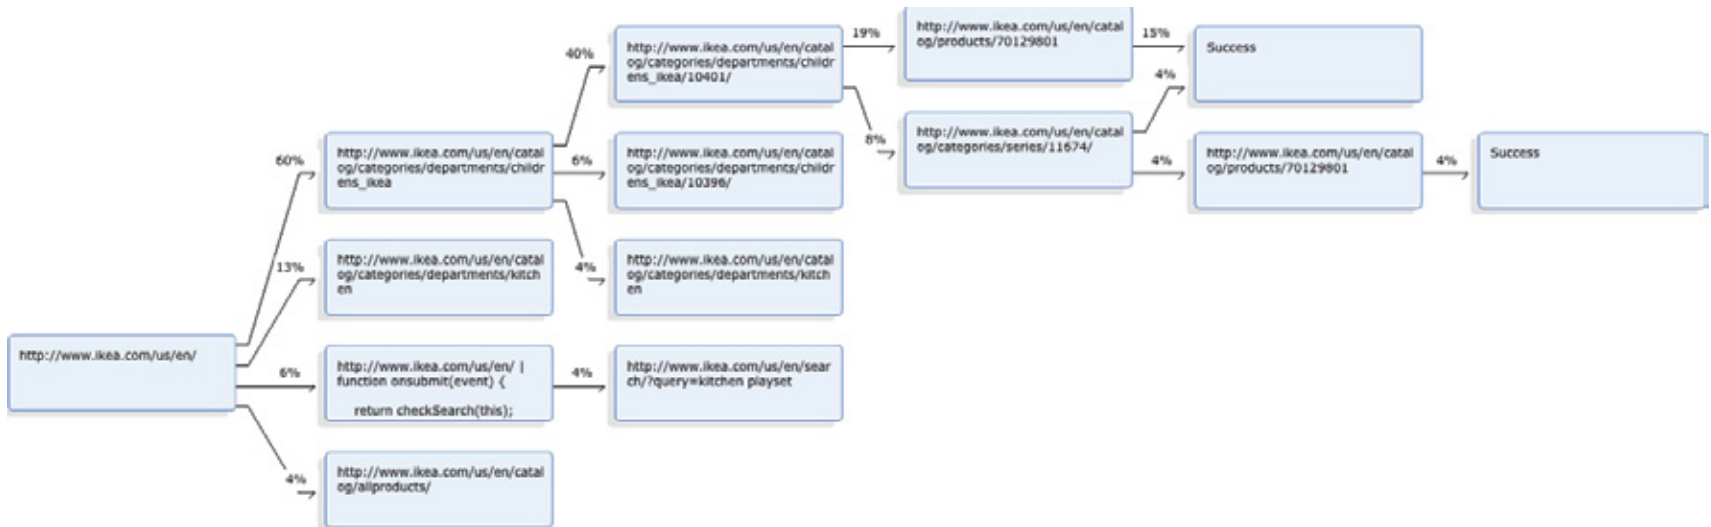 http://www.ikea.com/us/en/
60%
13%
6%
4%
http://www.ikea.com/us/en/catal
og/categories/departments/childr
ens_ikea
http://www.ikea.com/us/en/catal
og/categories/departments/kitch
en
http://www.ikea.com/us/en/ |
function onsubmit(event) {
return checkSearch(this);
http://www.ikea.com/us/en/catal
og/allproducts/
40%
6%
4%
4%
http://www.ikea.com/us/en/catal
og/categories/departments/childr
ens_ikea/10401/
http://www.ikea.com/us/en/catal
og/categories/departments/childr
ens_ikea/10396/
http://www.ikea.com/us/en/catal
og/categories/departments/kitch
en
http://www.ikea.com/us/en/sear
ch/?query=kitchen playset
19%
8%
http://www.ikea.com/us/en/catal
og/products/70129801
http://www.ikea.com/us/en/catal
og/categories/series/11674/
15%
4%
4%
Success
http://www.ikea.com/us/en/catal
og/products/70129801
4%
Success